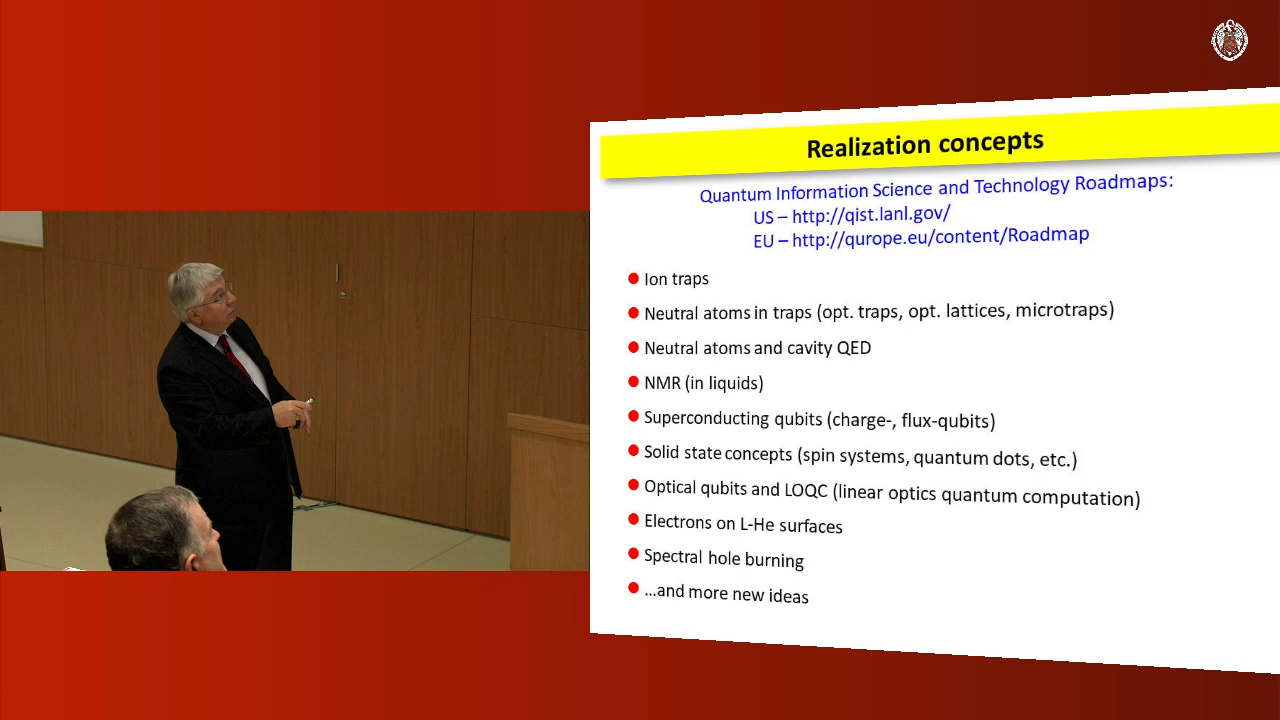 Realization concepts
Quantum Information Science and Technology Roadmaps:
US – http://qist.lanl.gov/
EU – http://qurope.eu/content/Roadmap
Ion traps
Neutral atoms in traps (opt. traps, opt. lattices, microtraps)
Neutral atoms and cavity QED
NMR (in liquids)
Superconducting qubits (charge-, flux-qubits)
Solid state concepts (spin systems, quantum dots, etc.)
Optical qubits and LOQC (linear optics quantum computation)
Electrons on L-He surfaces
Spectral hole burning
...and more new ideas